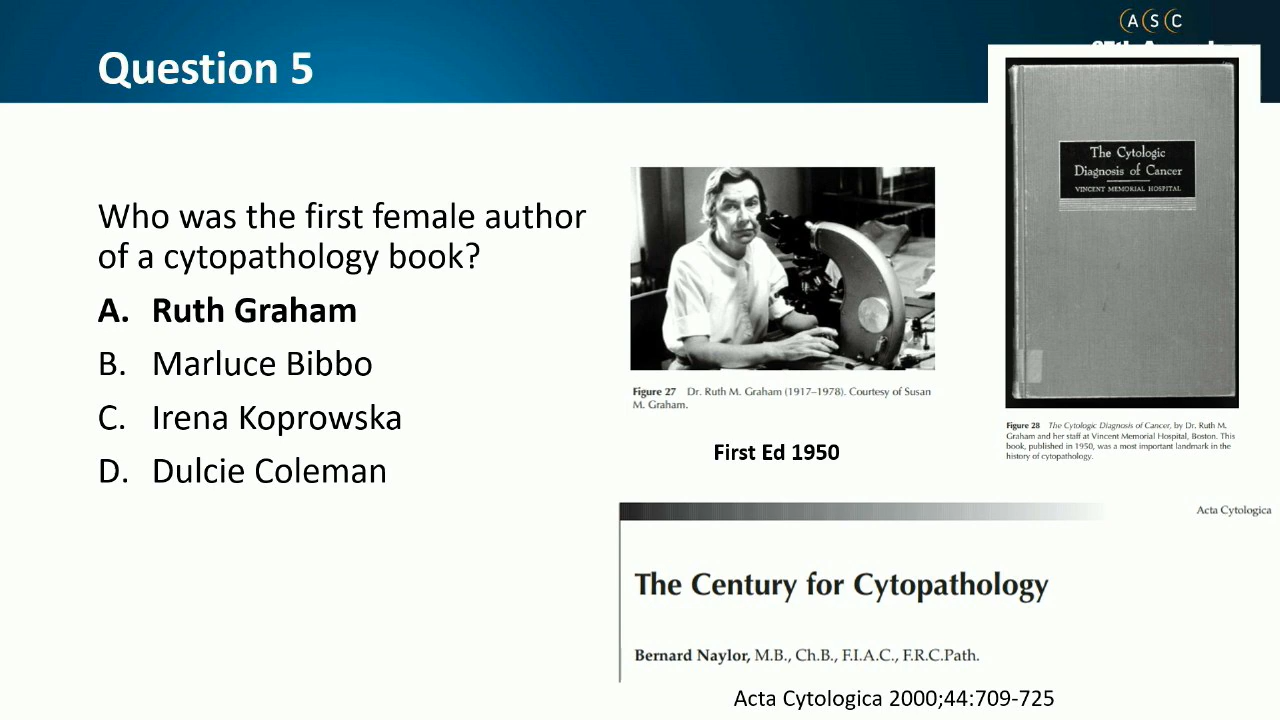 ASC
Question 5
The Cytologic
Diagnosis of Cancer
VINCENT MEMORIAL HOSPITAL
Who was the first female author
of a cytopathology book?
A. Ruth Graham
B. Marluce Bibbo
C. Irena Koprowska
D. Dulcie Coleman
Figure 27 Dr. Ruth M. Graham (1917–1978). Courtesy of Susan
M. Graham.
First Ed 1950
Figure 28 The Cytologic Diagnosis of Cancer, by Dr. Ruth M.
Graham and her staff at Vincent Memorial Hospital, Boston. This
book, published in 1950, was a most important landmark in the
history of cytopathology.
Acta Cytologica
The Century for Cytopathology
Bernard Naylor, M.B., Ch.B., F.I.A.C., F.R.C.Path.
Acta Cytologica 2000;44:709-725